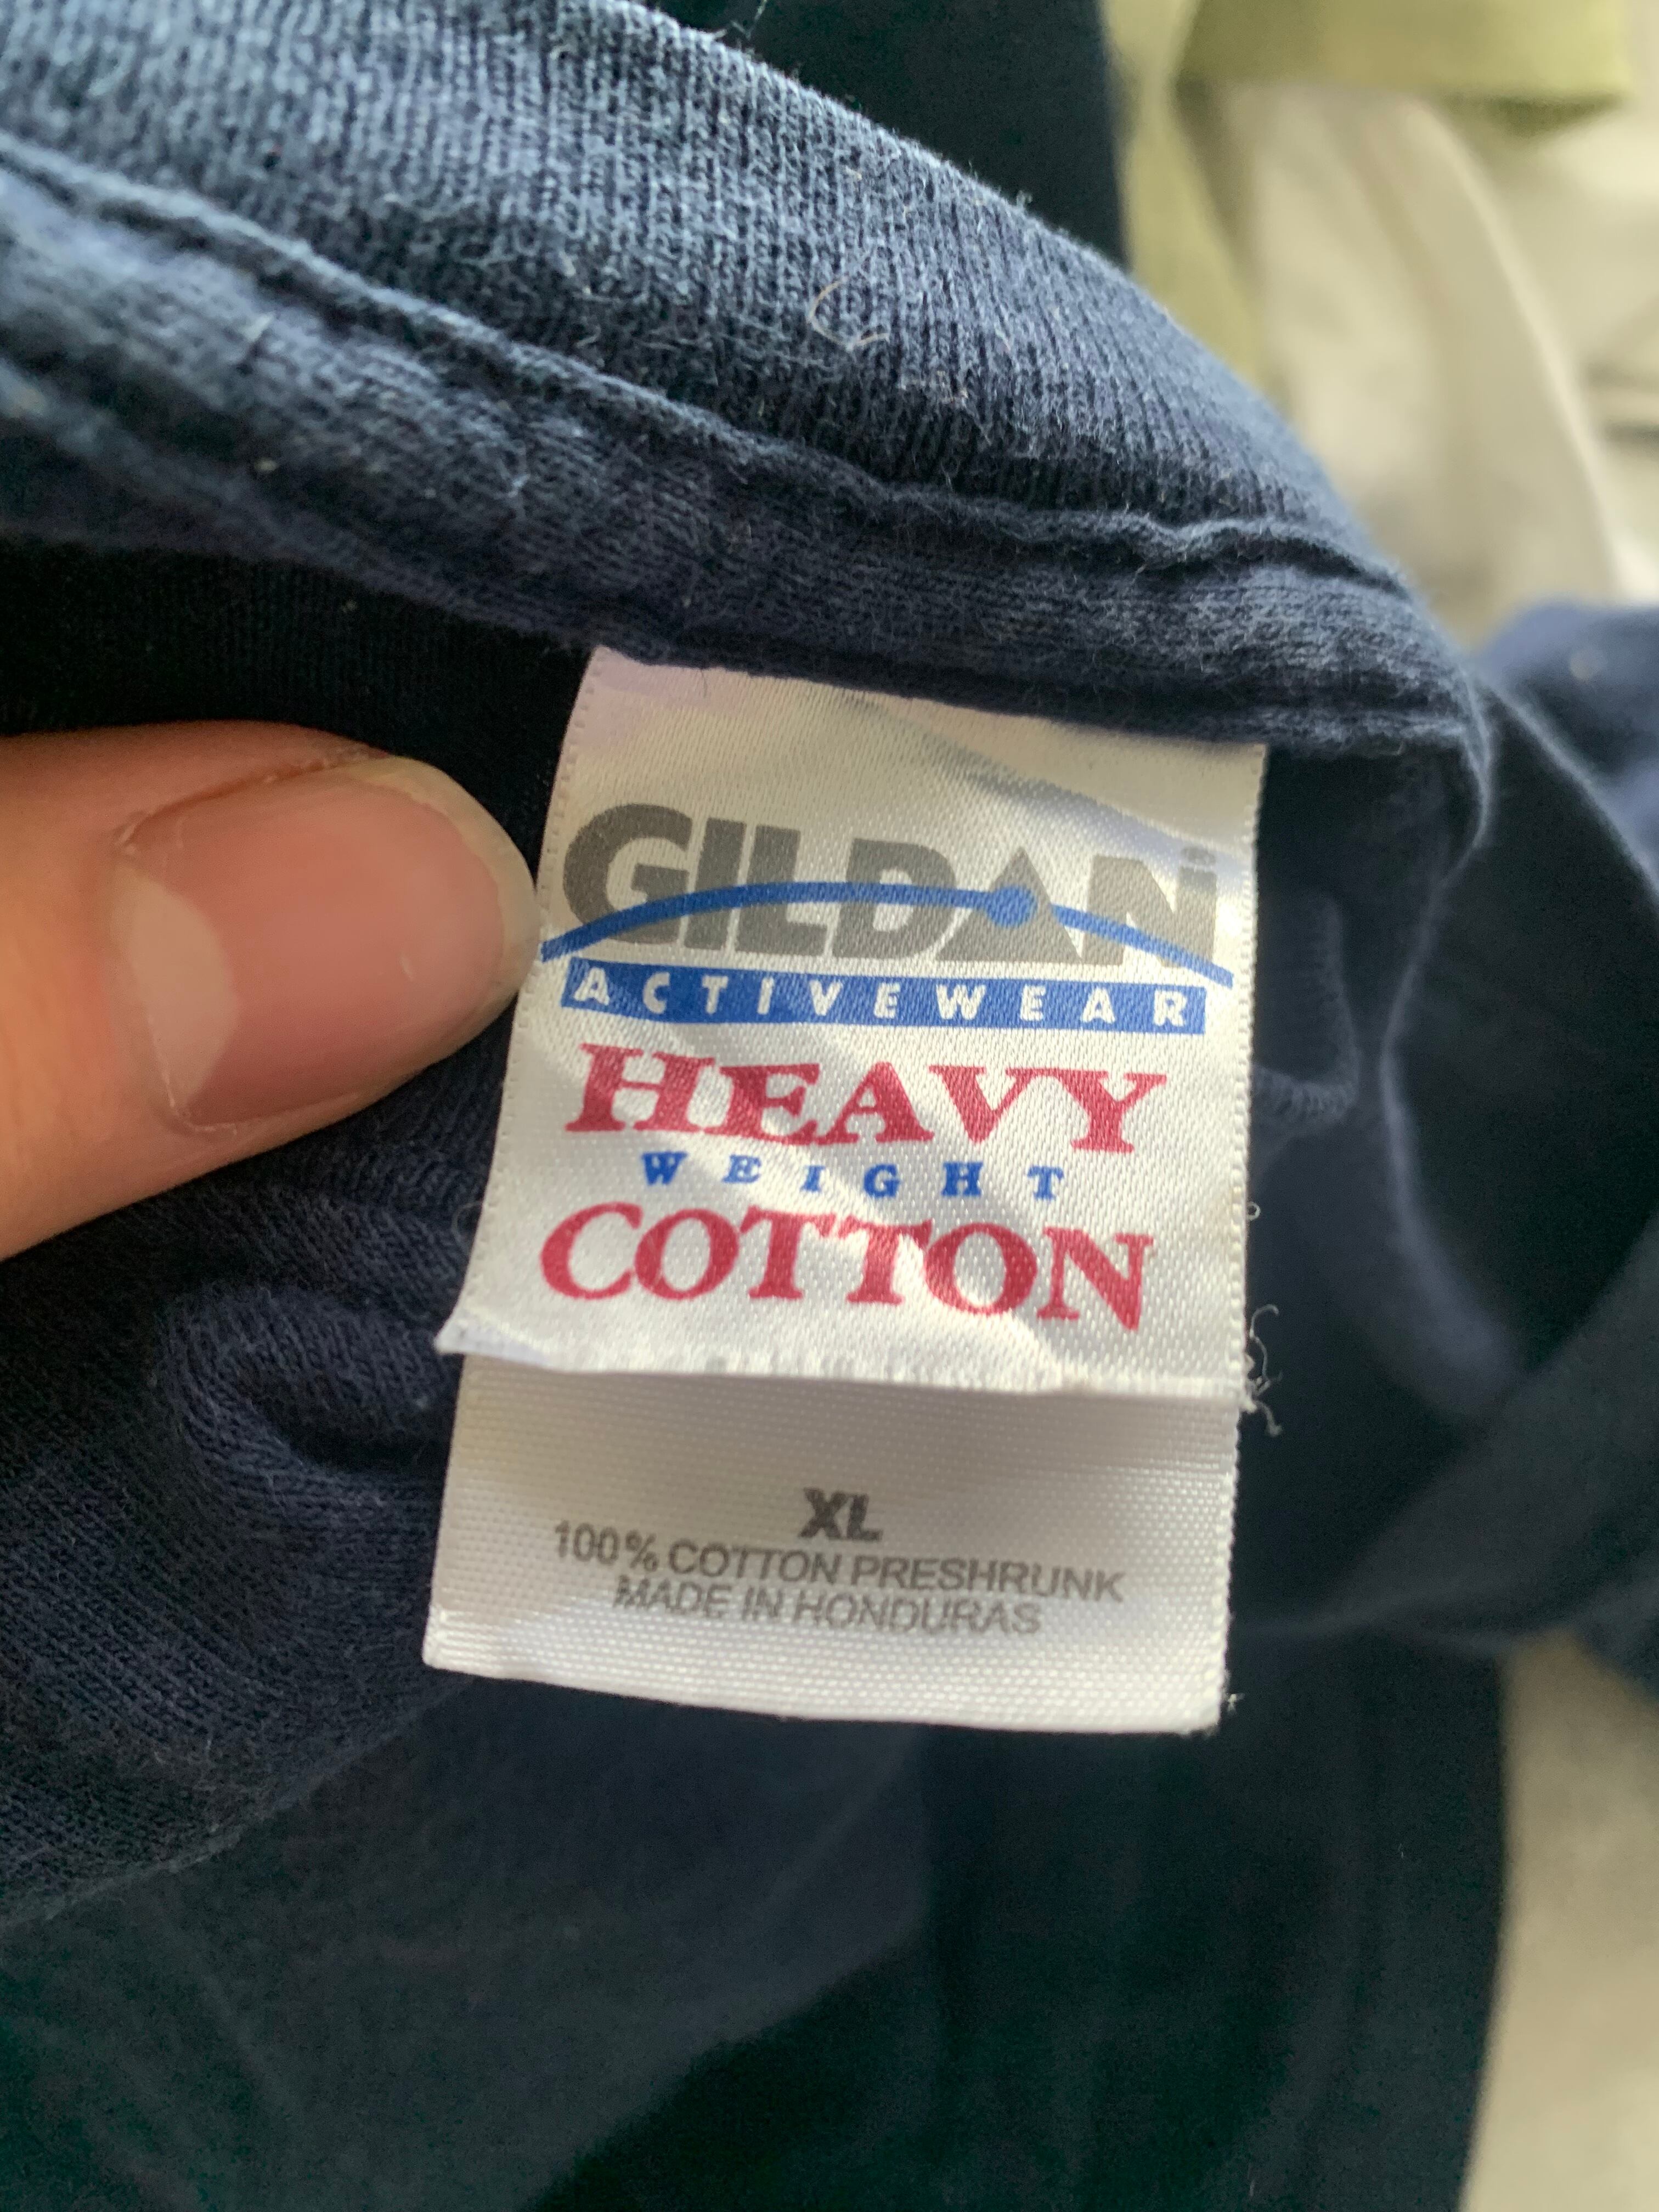 GILDAN
ACTIVEWEAR
HEAVY
WEIGHT
COTTON
XL
100% COTTON PRESHRUNK
MADE IN HONDURAS